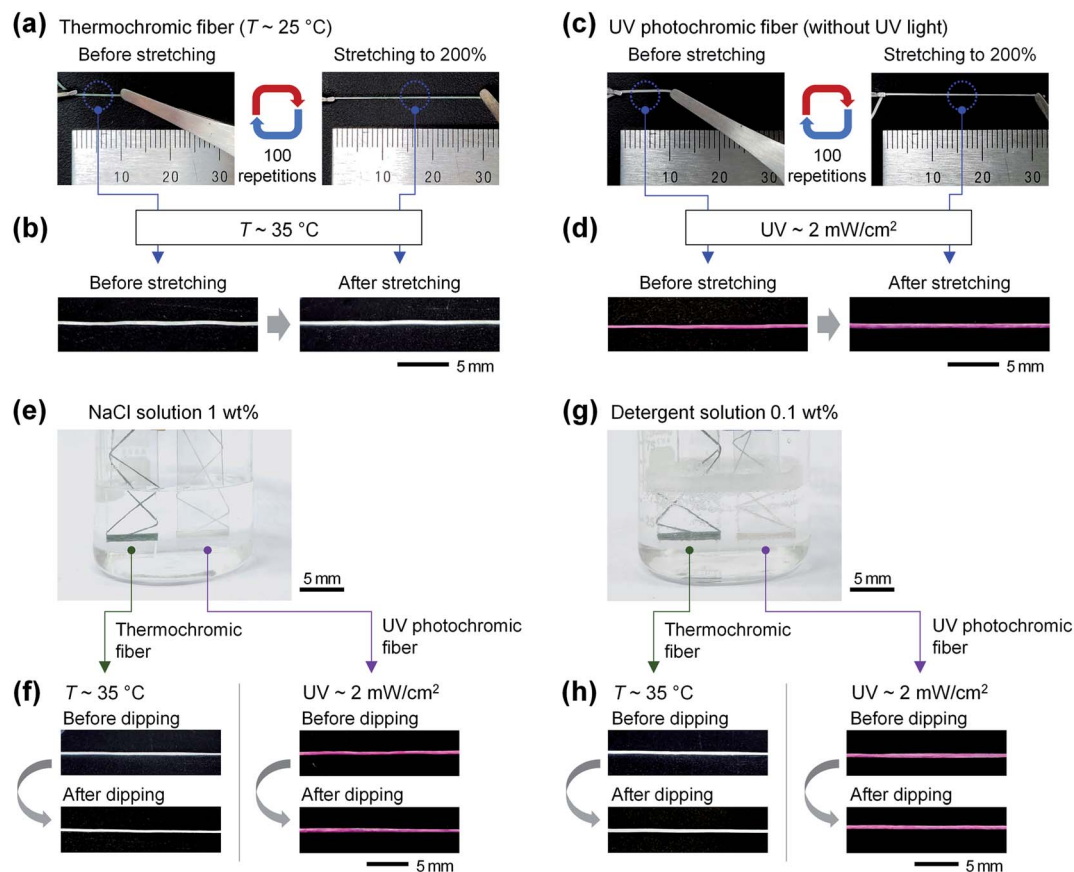 (a) Thermochromic fiber (T ~ 25 °C)
Before stretching
Stretching to 200%
100
repetitions
10 20 30
10 20 30
(c) UV photochromic fiber (without UV light)
Before stretching
Stretching to 200%
100
repetitions
10 20 30
10 20 30
(b)
T ~ 35 °C
Before stretching
After stretching
5 mm
(d)
UV ~ 2 mW/cm²
Before stretching
After stretching
5 mm
(e) NaCl solution 1 wt%
5 mm
Thermochromic
fiber
UV photochromic
fiber
(g) Detergent solution 0.1 wt%
5 mm
Thermochromic
fiber
UV photochromic
fiber
(f) T ~ 35 °C
Before dipping
After dipping
UV ~ 2 mW/cm²
Before dipping
After dipping
5 mm
(h) T ~ 35 °C
Before dipping
After dipping
UV ~ 2 mW/cm²
Before dipping
After dipping
5 mm